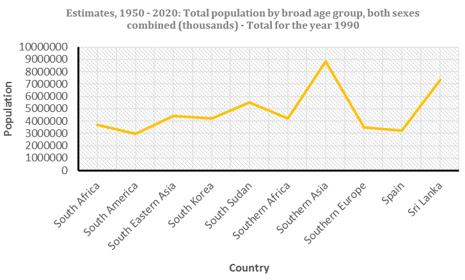 Estimates, 1950 - 2020: Total population by broad age group, both sexes
combined (thousands) - Total for the year 1990
10000000
9000000
8000000
7000000
6000000
5000000
4000000
3000000
2000000
1000000
0
Population
South Africa
South America
South Eastern Asia
South Korea
South Sudan
Southern Africa
Southern Asia
Southern Europe
Spain
Sri Lanka
Country